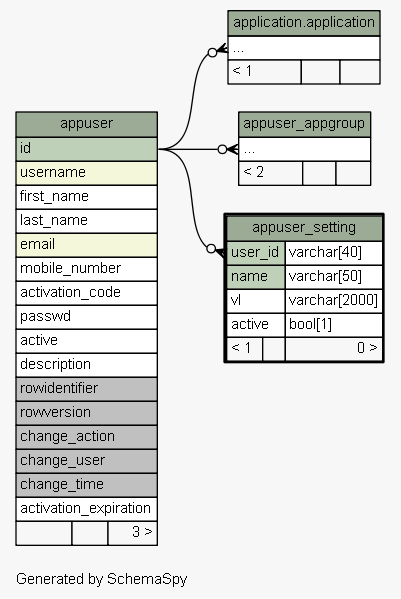 application.application
...
< 1
appuser
id
username
first_name
last_name
email
mobile_number
activation_code
passwd
active
description
rowidentifier
rowversion
change_action
change_user
change_time
activation_expiration
3 >
appuser_appgroup
...
< 2
appuser_setting
user_id varchar[40]
name varchar[50]
vl varchar[2000]
active bool[1]
< 1 0 >
Generated by SchemaSpy